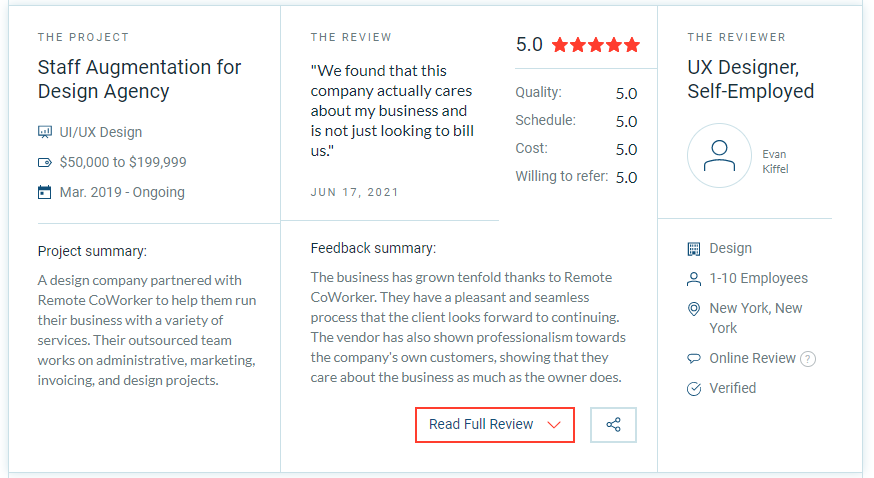 THE PROJECT
Staff Augmentation for
Design Agency
UI/UX Design
$50,000 to $199,999
Mar. 2019 - Ongoing
Project summary:
A design company partnered with
Remote CoWorker to help them run
their business with a variety of
services. Their outsourced team
works on administrative, marketing,
invoicing, and design projects.
THE REVIEW
"We found that this
company actually cares
about my business and
is not just looking to bill
us."
JUN 17, 2021
5.0
Quality: 5.0
Schedule: 5.0
Cost: 5.0
Willing to refer: 5.0
Feedback summary:
The business has grown tenfold thanks to Remote
CoWorker. They have a pleasant and seamless
process that the client looks forward to continuing.
The vendor has also shown professionalism towards
the company's own customers, showing that they
care about the business as much as the owner does.
Read Full Review
THE REVIEWER
UX Designer,
Self-Employed
Evan
Kiffel
Design
1-10 Employees
New York, New
York
Online Review ?
Verified